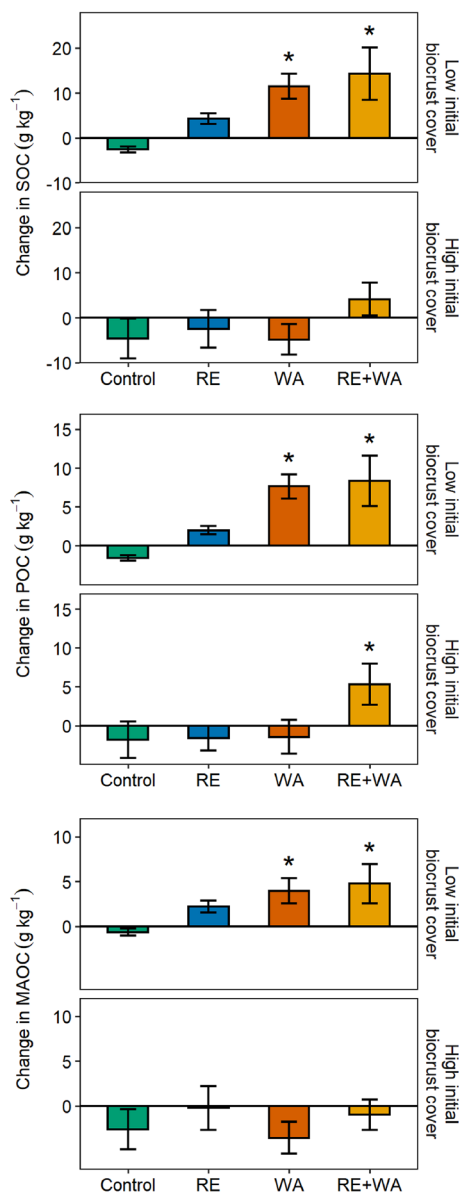 Change in SOC (g kg⁻¹)
20
10
0
-10
*
*
Low initial
biocrust cover
20
10
0
-10
High initial
biocrust cover
Control
RE
WA
RE+WA
Change in POC (g kg⁻¹)
15
10
5
0
*
*
Low initial
biocrust cover
15
10
5
0
*
High initial
biocrust cover
Control
RE
WA
RE+WA
Change in MAOC (g kg⁻¹)
10
5
0
*
*
Low initial
biocrust cover
10
5
0
High initial
biocrust cover
Control
RE
WA
RE+WA